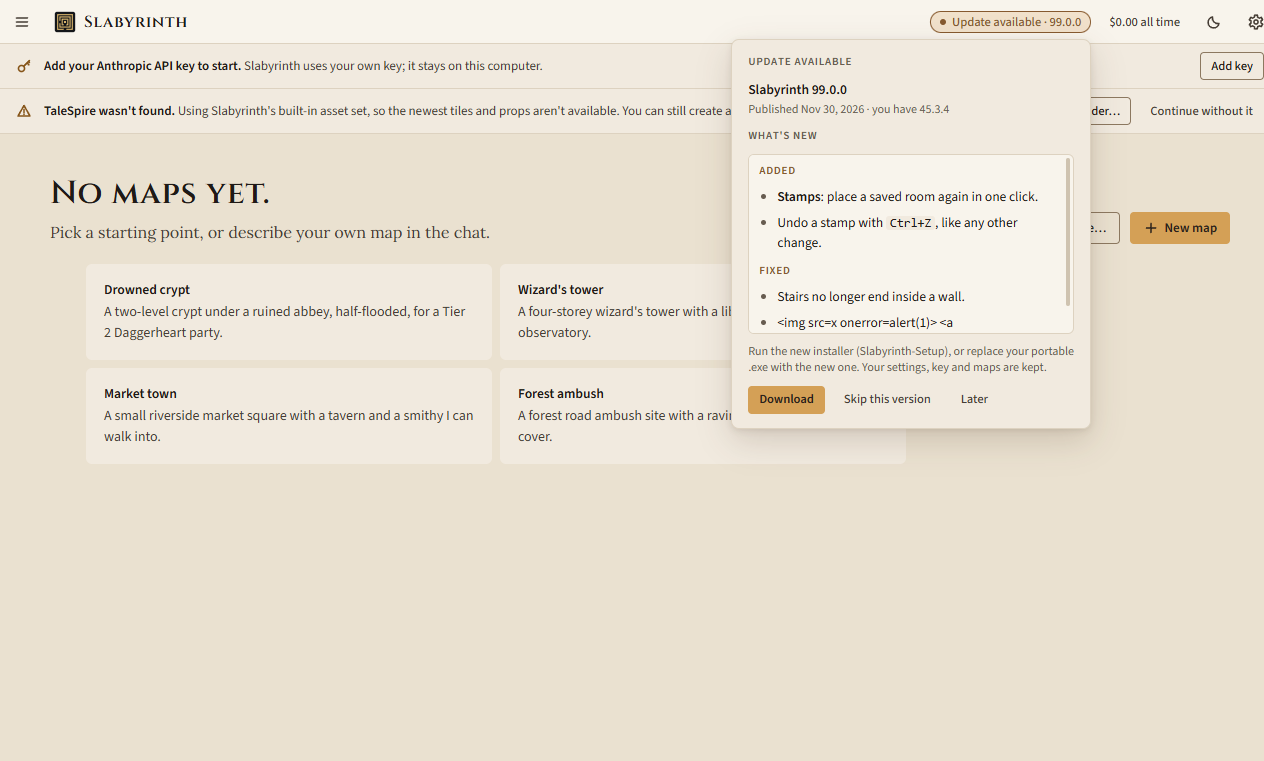 Slabyrinth
Update available · 99.0.0
$0.00 all time
Add your Anthropic API key to start. Slabyrinth uses your own key; it stays on this computer.
Add key
TaleSpire wasn't found. Using Slabyrinth's built-in asset set, so the newest tiles and props aren't available. You can still create a
der...
Continue without it
UPDATE AVAILABLE
Slabyrinth 99.0.0
Published Nov 30, 2026 · you have 45.3.4
WHAT'S NEW
ADDED
Stamps: place a saved room again in one click.
Undo a stamp with Ctrl+Z, like any other
change.
FIXED
Stairs no longer end inside a wall.
<img src=x onerror=alert(1)> <a
Run the new installer (Slabyrinth-Setup), or replace your portable
.exe with the new one. Your settings, key and maps are kept.
Download
Skip this version
Later
No maps yet.
Pick a starting point, or describe your own map in the chat.
e...
+ New map
Drowned crypt
A two-level crypt under a ruined abbey, half-flooded, for a Tier
2 Daggerheart party.
Wizard's tower
A four-storey wizard's tower with a
observatory.
Market town
A small riverside market square with a tavern and a smithy I can
walk into.
Forest ambush
A forest road ambush site with a
cover.